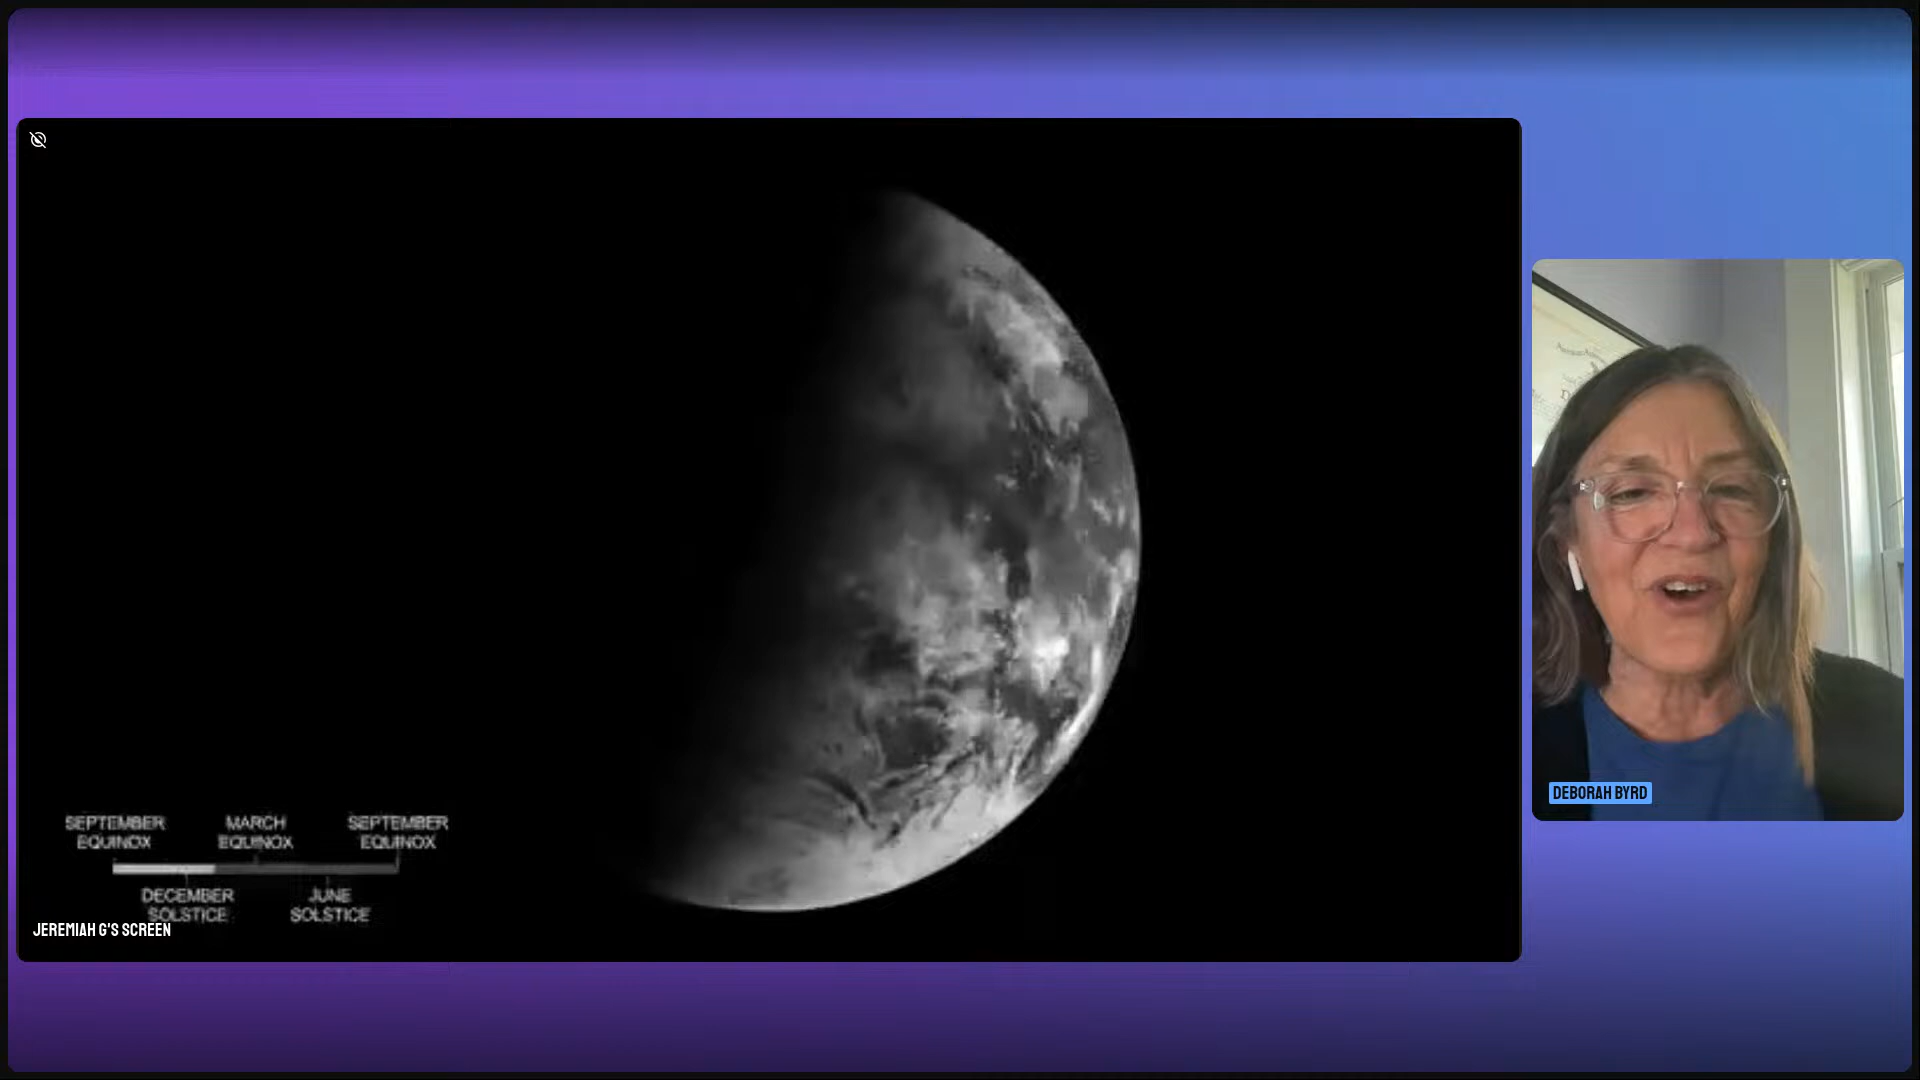 SEPTEMBER
EQUINOX
MARCH
EQUINOX
SEPTEMBER
EQUINOX
DECEMBER
SOLSTICE
JUNE
SOLSTICE
JEREMIAH G'S SCREEN
DEBORAH BYRD